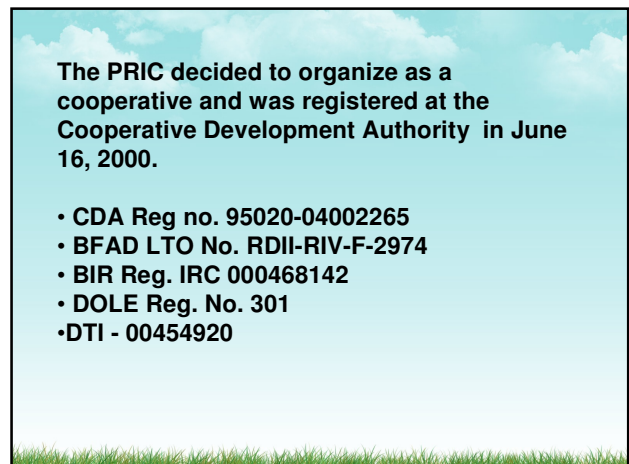 The PRIC decided to organize as a
cooperative and was registered at the
Cooperative Development Authority in June
16, 2000.
• CDA Reg no. 95020-04002265
• BFAD LTO No. RDII-RIV-F-2974
• BIR Reg. IRC 000468142
• DOLE Reg. No. 301
•DTI - 00454920